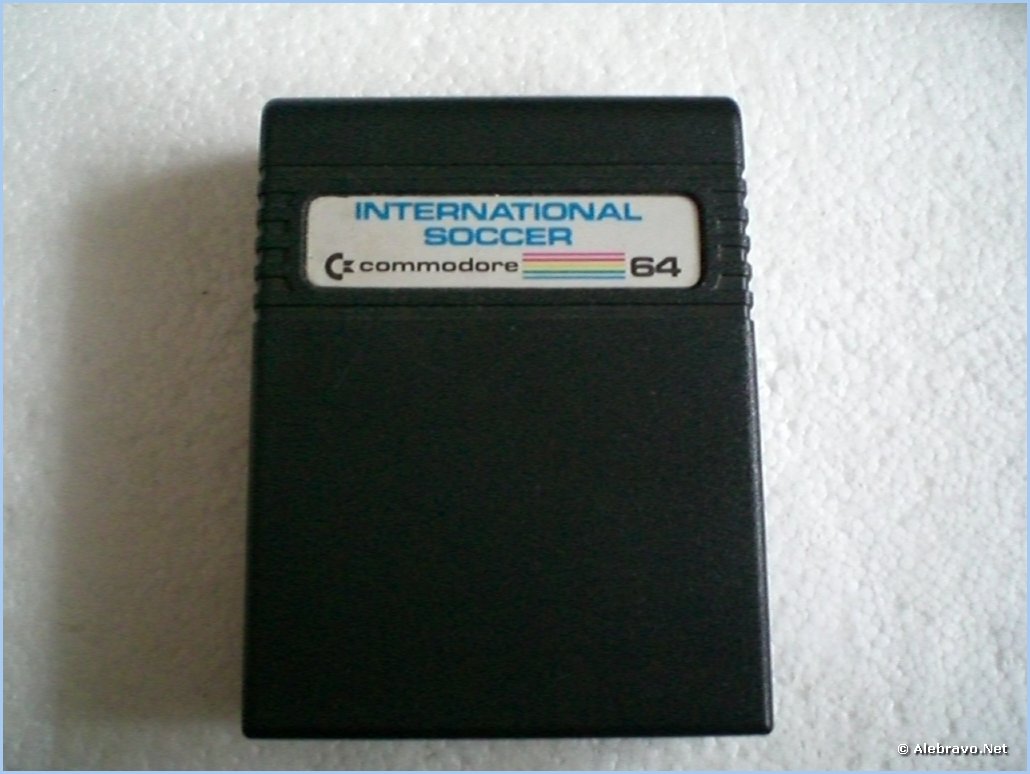 INTERNATIONAL
SOCCER
commodore 64
© Alebravo.Net